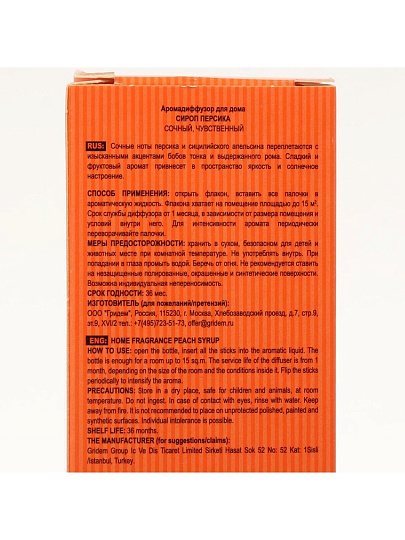 Аромадиффузор для дома
СИРОП ПЕРСИКА
СОЧНЫЙ, ЧУВСТВЕННЫЙ
RUS: Сочные ноты персика и сицилийского апельсина переплетаются с
изысканными акцентами бобов тонка и выдержанного рома. Сладкий и
фруктовый аромат привнесет в пространство яркость и солнечное
настроение.
СПОСОБ ПРИМЕНЕНИЯ: открыть флакон, вставить все палочки в
ароматическую жидкость. Флакона хватает на помещение площадью до 15 м².
Срок службы диффузора от 1 месяца, в зависимости от размера помещения и
условий внутри него. Для интенсивности аромата периодически
переворачивайте палочки.
МЕРЫ ПРЕДОСТОРОЖНОСТИ: хранить в сухом, безопасном для детей и
животных месте при комнатной температуре. Не употреблять внутрь. При
попадании в глаза промыть водой. Беречь от огня. Не рекомендуется ставить
на незащищенные полированные, окрашенные и синтетические поверхности.
Возможна индивидуальная непереносимость.
СРОК ГОДНОСТИ: 36 мес.
ИЗГОТОВИТЕЛЬ (для пожеланий/претензий):
ООО "Гридем", Россия, 115230, г. Москва, Хлебозаводский проезд, д.7, стр.9,
эт.9, XVI/2 тел.: +7(495)723-51-73, offer@gridem.ru
ENG: HOME FRAGRANCE PEACH SYRUP
HOW TO USE: open the bottle, insert all the sticks into the aromatic liquid. The
bottle is enough for a room up to 15 sq.m. The service life of the diffuser is from 1
month, depending on the size of the room and the conditions inside it. Flip the sticks
periodically to intensify the aroma.
PRECAUTIONS: Store in a dry place, safe for children and animals, at room
temperature. Do not ingest. In case of contact with eyes, rinse with water. Keep
away from fire. It is not recommended to place on unprotected polished, painted and
synthetic surfaces. Individual intolerance is possible.
SHELF LIFE: 36 months.
THE MANUFACTURER (for suggestions/claims):
Gridem Group Ic Ve Dis Ticaret Limited Sirketi Hasat Sok 52 No: 52 Kat: 1Sisli
/Istanbul, Turkey.